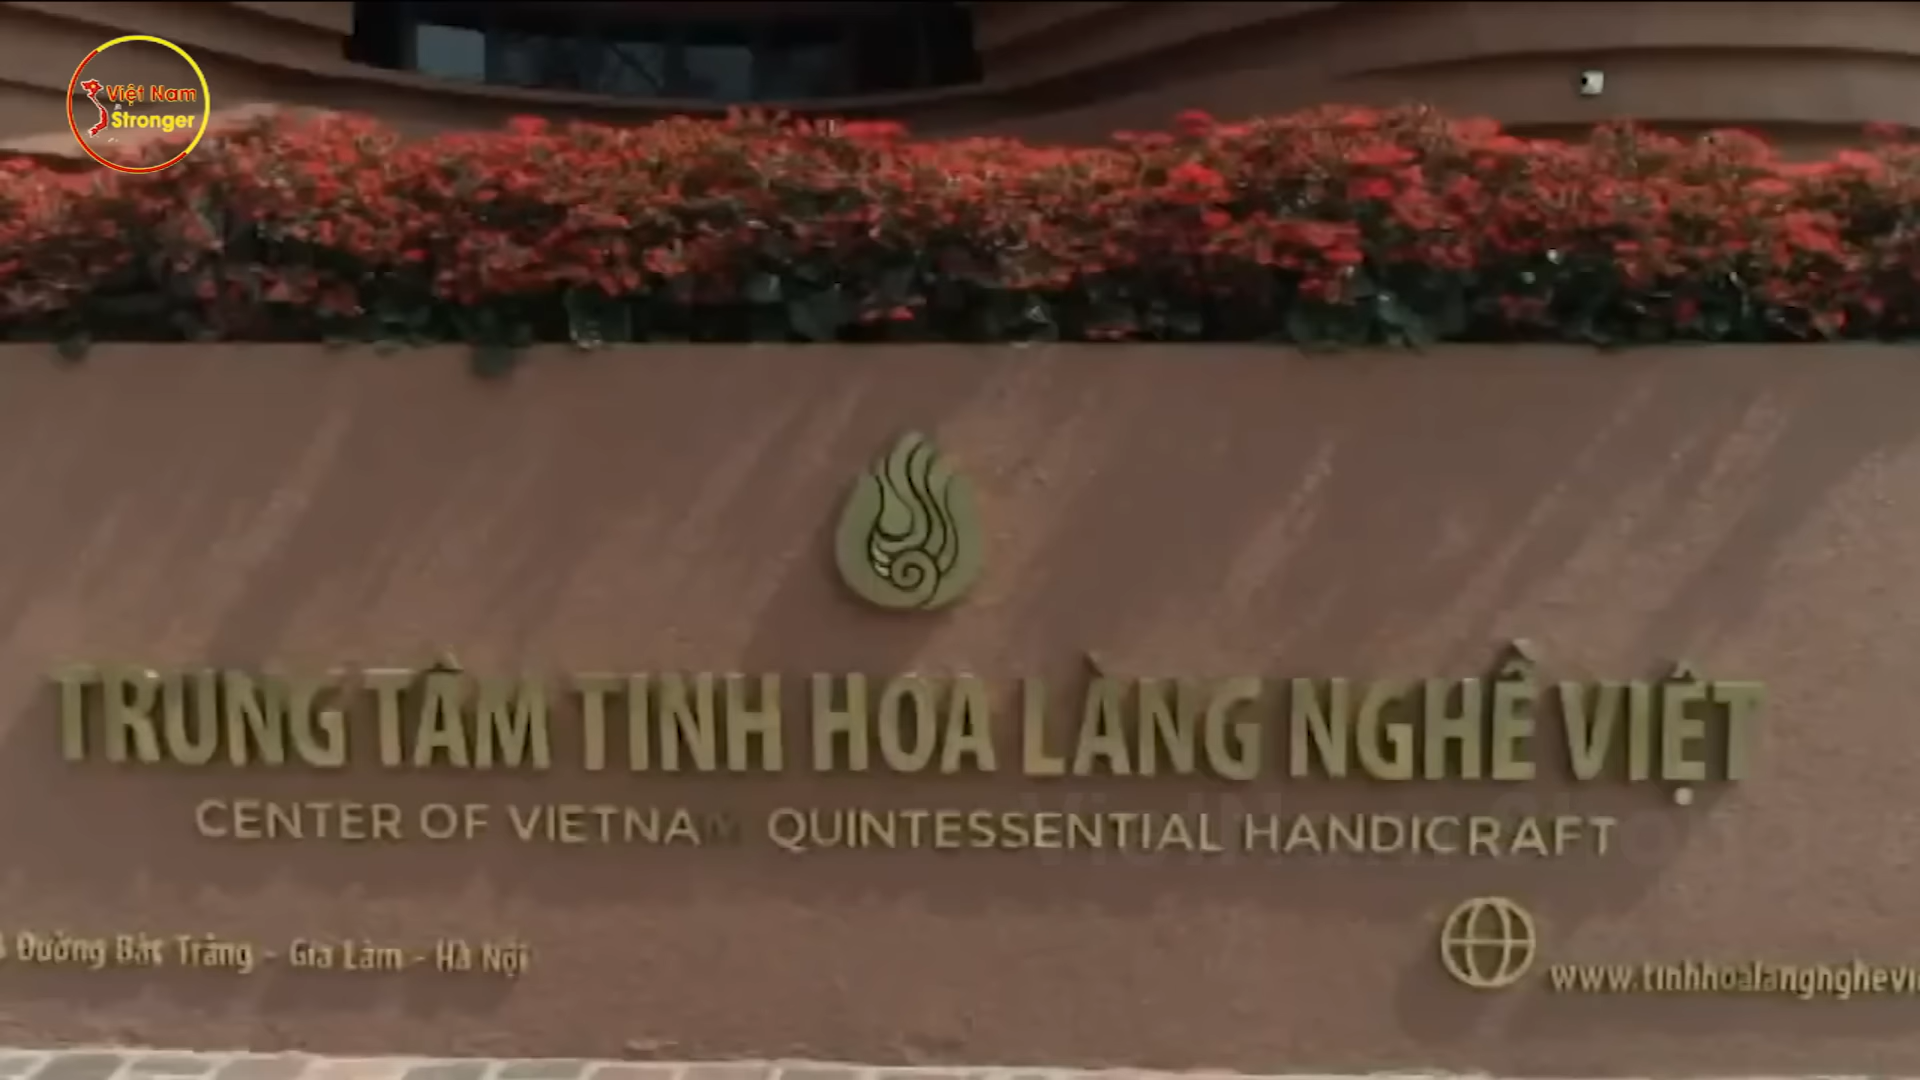 Việt Nam
Stronger
TRUNG TÂM TINH HOA LÀNG NGHỀ VIỆT
CENTER OF VIETNAM QUINTESSENTIAL HANDICRAFT
Đường Bát Tràng - Gia Lâm - Hà Nội
www.tinhhoalangnghevi